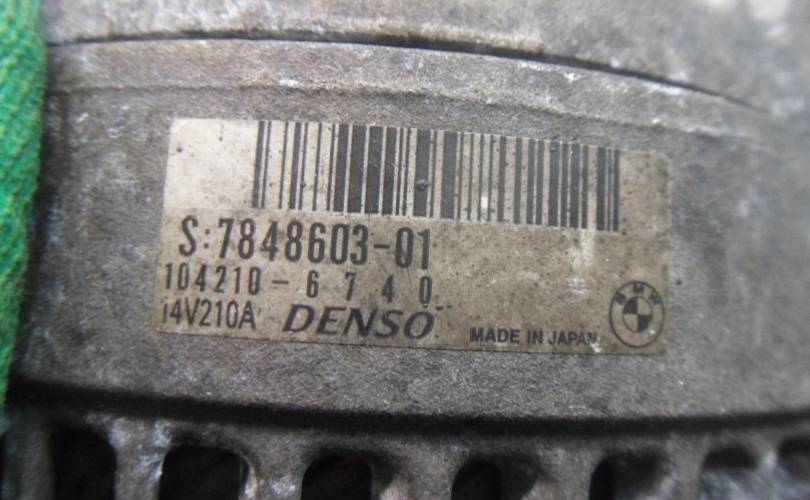 S:7848603-01
104210-6740
14V210A DENSO MADE IN JAPAN
BMW